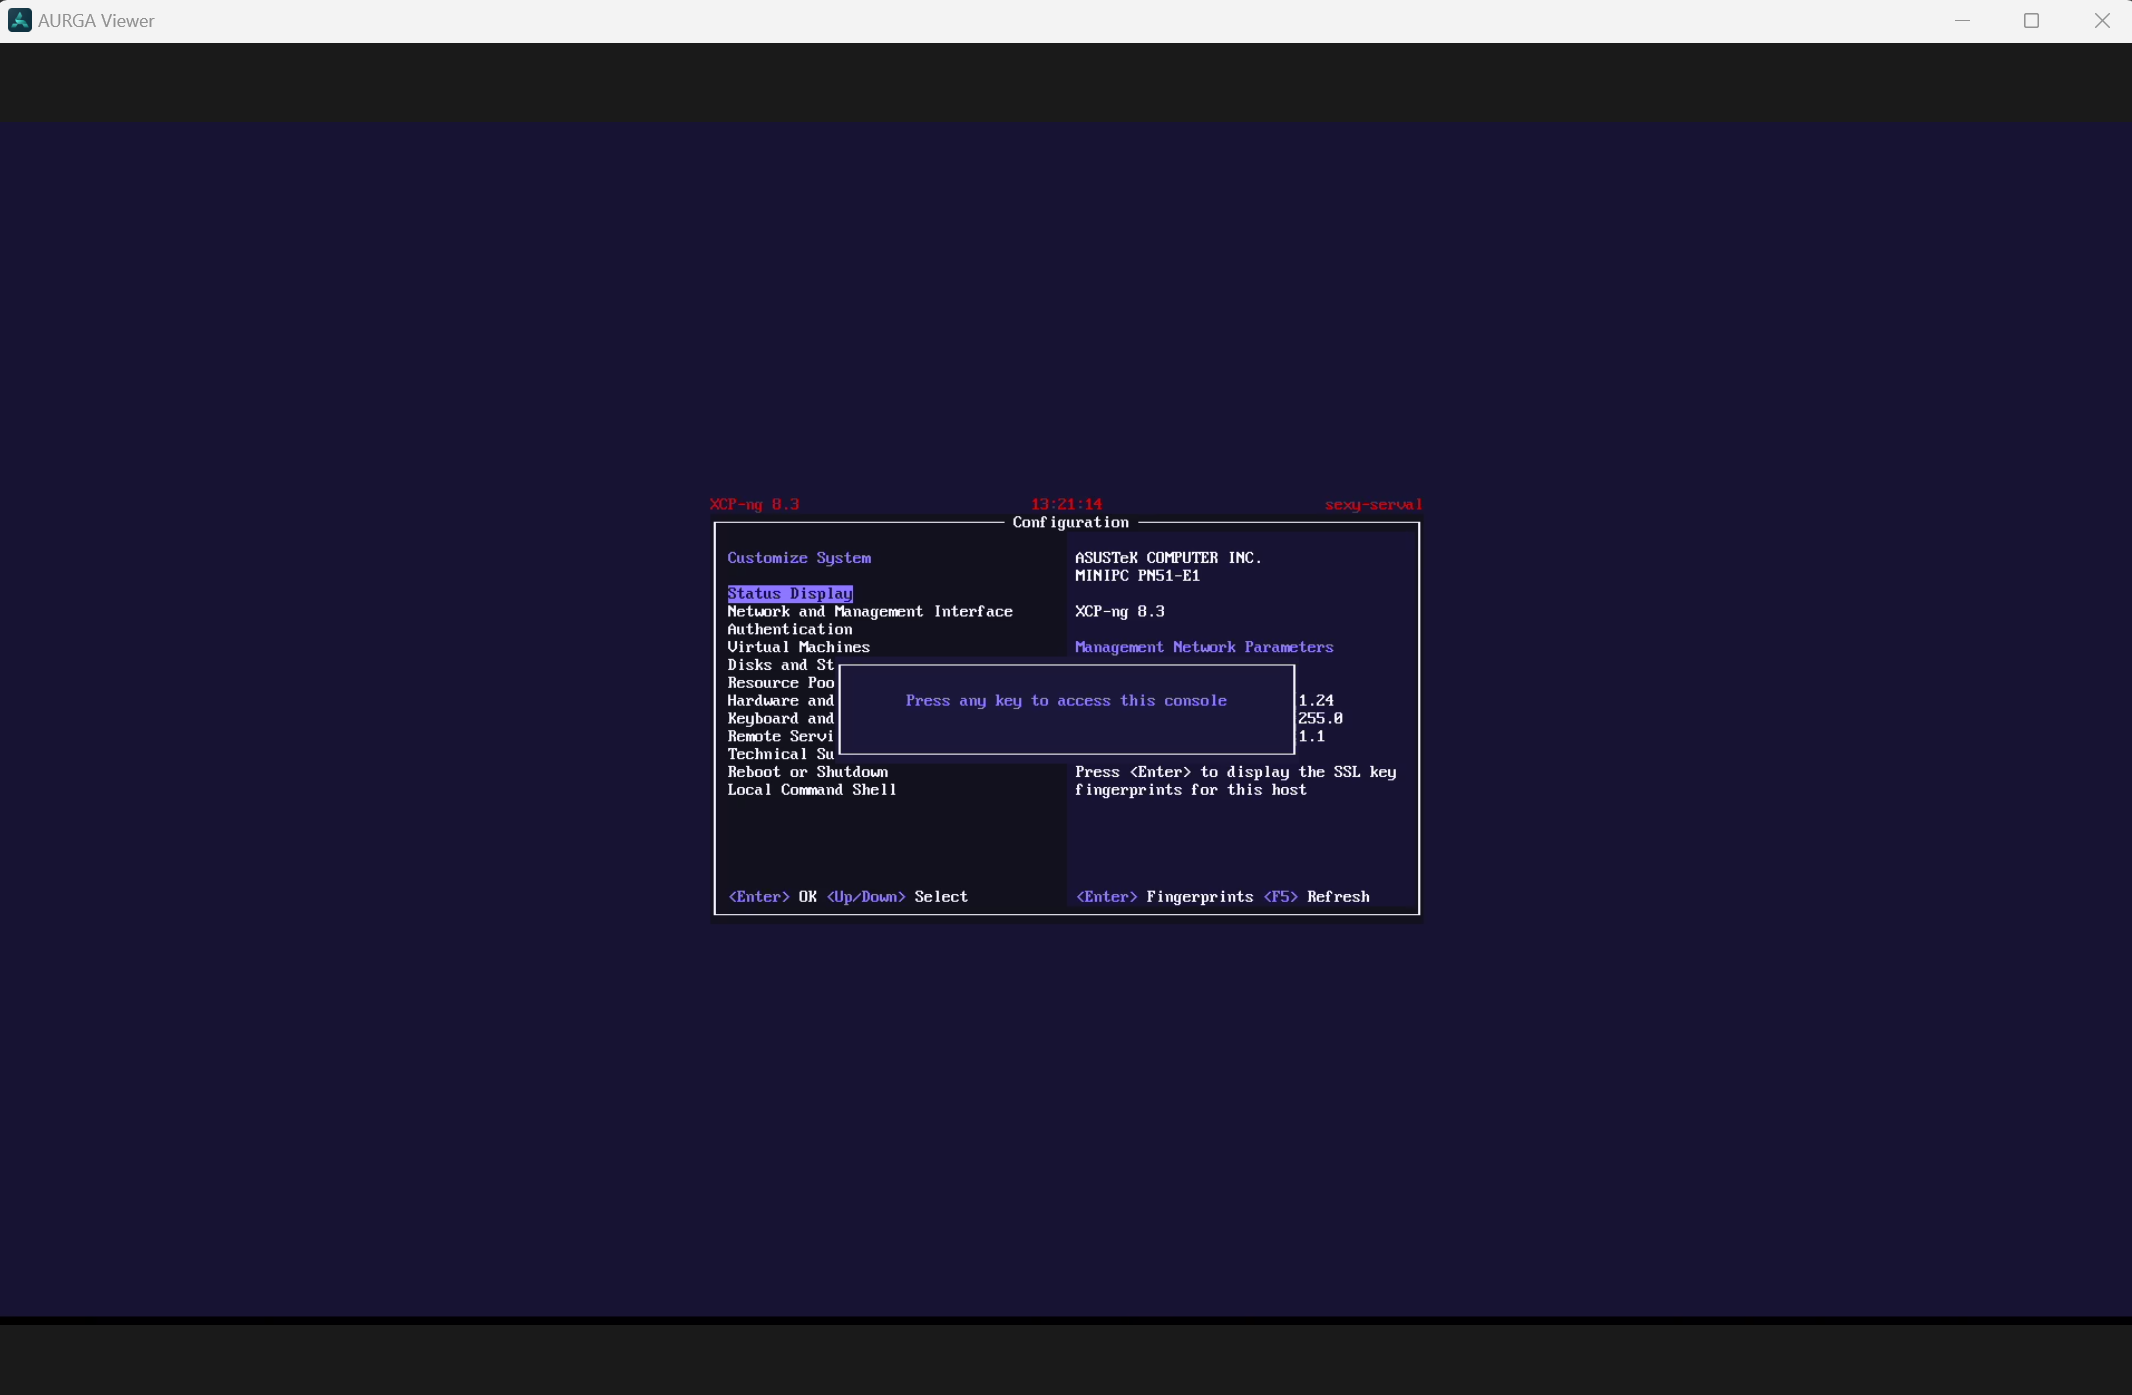 AURGA Viewer
XCP-ng 8.3 13:21:14 sexy-serval
Configuration
Customize System
Status Display
Network and Management Interface
Authentication
Virtual Machines
Disks and St
Resource Poo
Hardware and
Keyboard and
Remote Servi
Technical Su
Reboot or Shutdown
Local Command Shell
<Enter> OK <Up/Down> Select
ASUSTeK COMPUTER INC.
MINIPC PN51-E1
XCP-ng 8.3
Management Network Parameters
1.24
255.0
1.1
Press <Enter> to display the SSL key
fingerprints for this host
<Enter> Fingerprints <F5> Refresh
Press any key to access this console